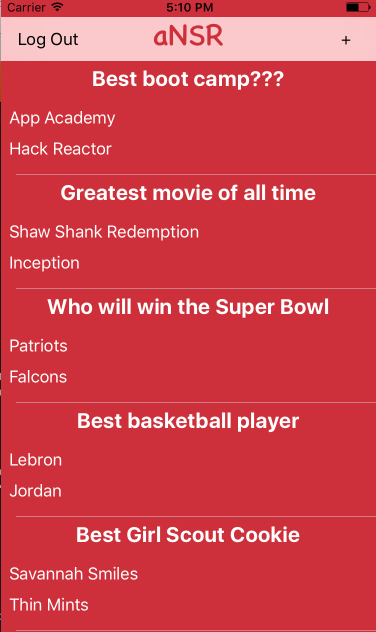 Carrier 5:10 PM
Log Out aNSR +
Best boot camp???
App Academy
Hack Reactor
Greatest movie of all time
Shaw Shank Redemption
Inception
Who will win the Super Bowl
Patriots
Falcons
Best basketball player
Lebron
Jordan
Best Girl Scout Cookie
Savannah Smiles
Thin Mints